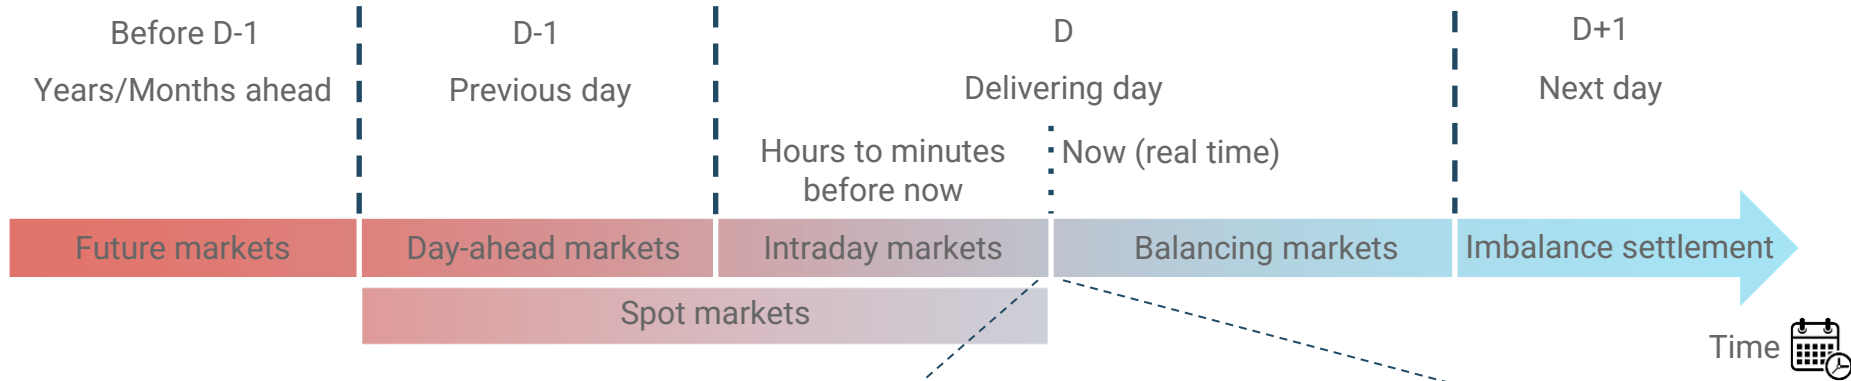 Before D-1
D-1
D
D+1
Years/Months ahead
Previous day
Delivering day
Next day
Hours to minutes
before now
Now (real time)
Future markets
Day-ahead markets
Intraday markets
Balancing markets
Imbalance settlement
Spot markets
Time